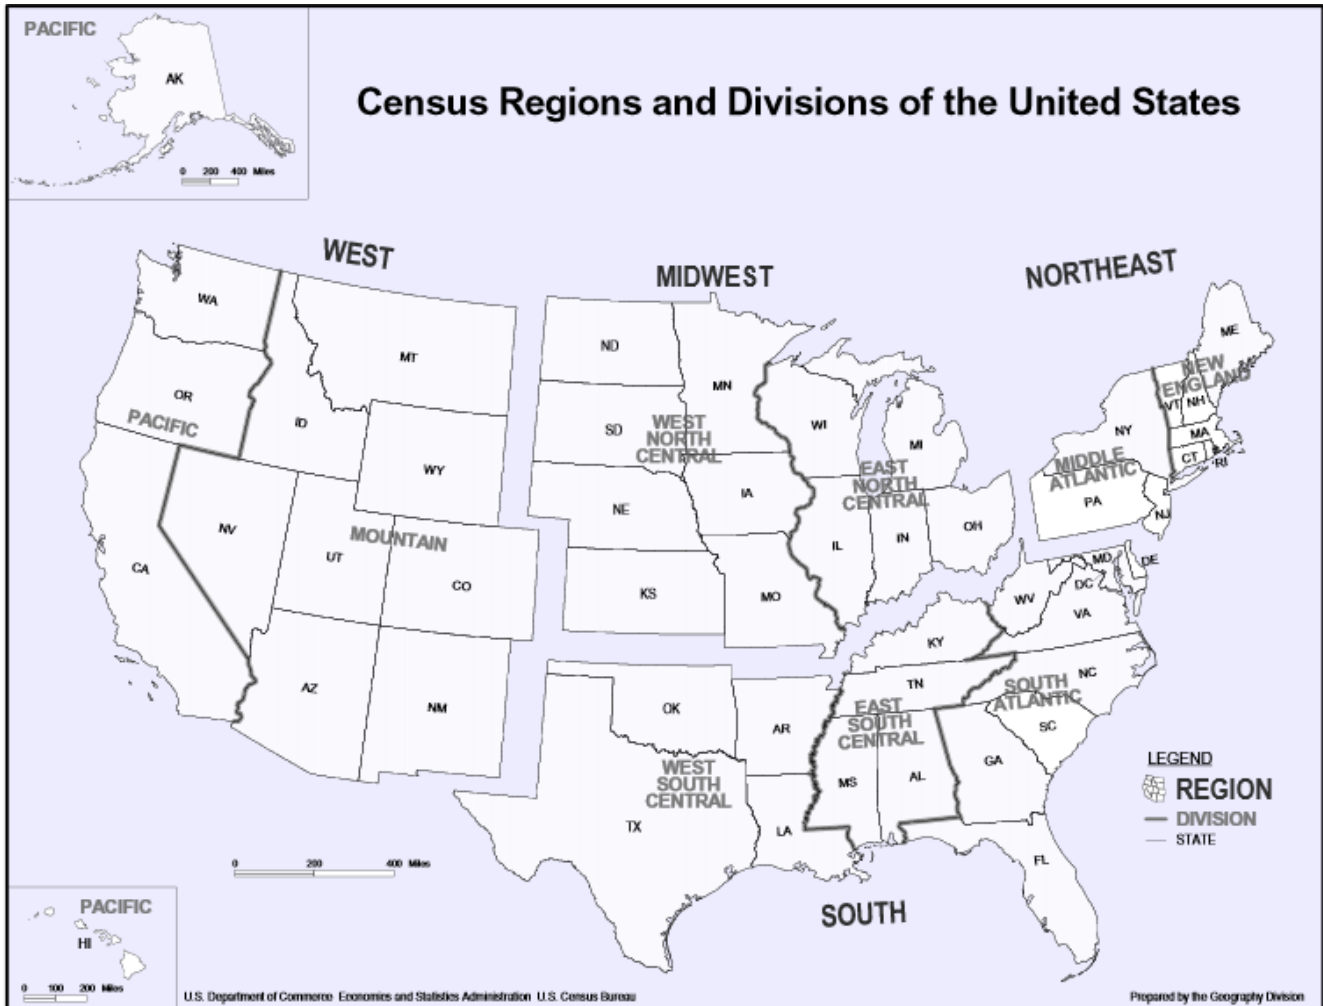 PACIFIC
AK
0 200 400 Miles
Census Regions and Divisions of the United States
WEST
MIDWEST
NORTHEAST
WA
MT
OR
ID
WY
PACIFIC
NV
UT
CO
CA
MOUNTAIN
AZ
NM
ND
MN
SD
WEST
NORTH
CENTRAL
NE
IA
KS
MO
WI
MI
EAST
NORTH
CENTRAL
IL
IN
OH
ME
NEW
ENGLAND
VT
NH
MA
CT
RI
NY
MIDDLE
ATLANTIC
PA
NJ
MD
DE
DC
WV
VA
KY
TN
NC
SOUTH
ATLANTIC
SC
GA
FL
EAST
SOUTH
CENTRAL
MS
AL
OK
AR
WEST
SOUTH
CENTRAL
TX
LA
SOUTH
LEGEND
REGION
DIVISION
STATE
0 200 400 Miles
PACIFIC
HI
0 100 200 Miles
U.S. Department of Commerce Economics and Statistics Administration U.S. Census Bureau
Prepared by the Geography Division